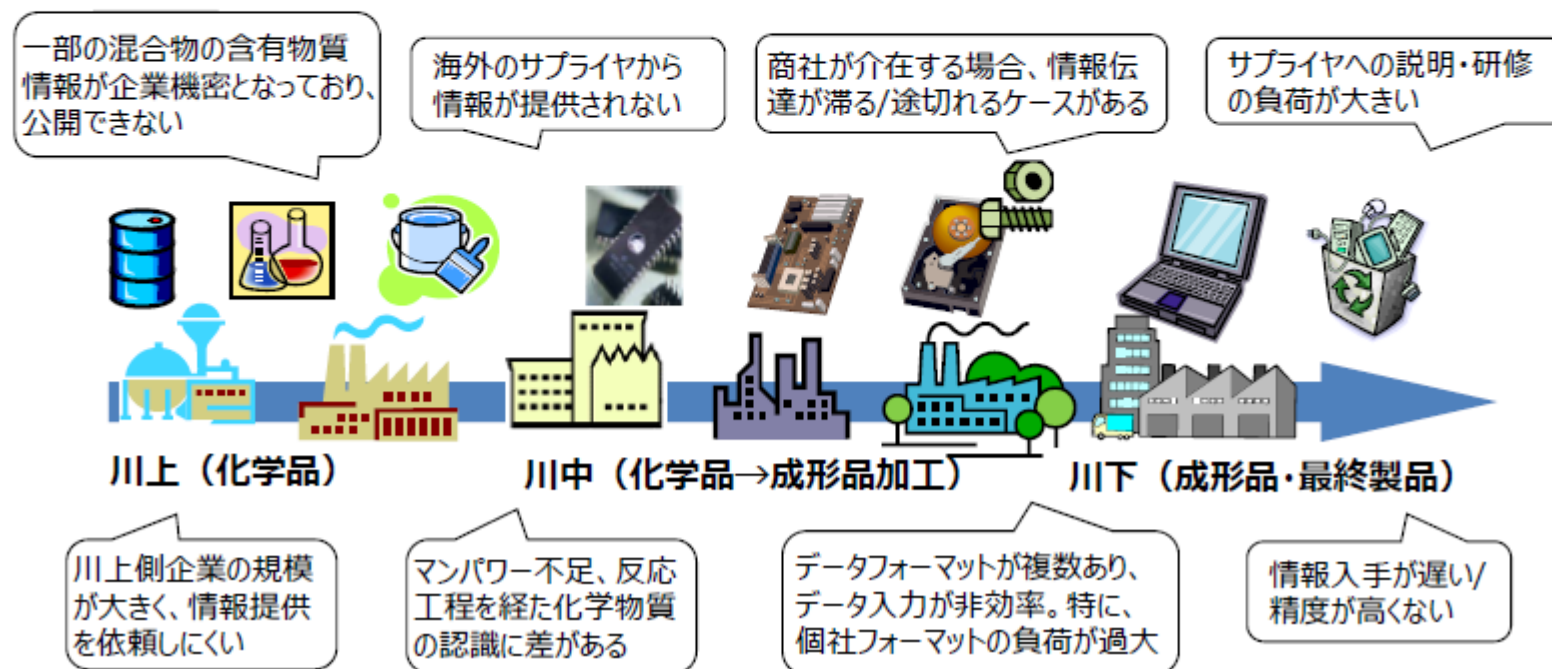 一部の混合物の含有物質
情報が企業機密となっており、
公開できない
海外のサプライヤから
情報が提供されない
商社が介在する場合、情報伝
達が滞る/途切れるケースがある
サプライヤへの説明・研修
の負荷が大きい
川上（化学品）
川中（化学品→成形品加工）
川下（成形品・最終製品）
川上側企業の規模
が大きく、情報提供
を依頼しにくい
マンパワー不足、反応
工程を経た化学物質
の認識に差がある
データフォーマットが複数あり、
データ入力が非効率。特に、
個社フォーマットの負荷が過大
情報入手が遅い/
精度が高くない